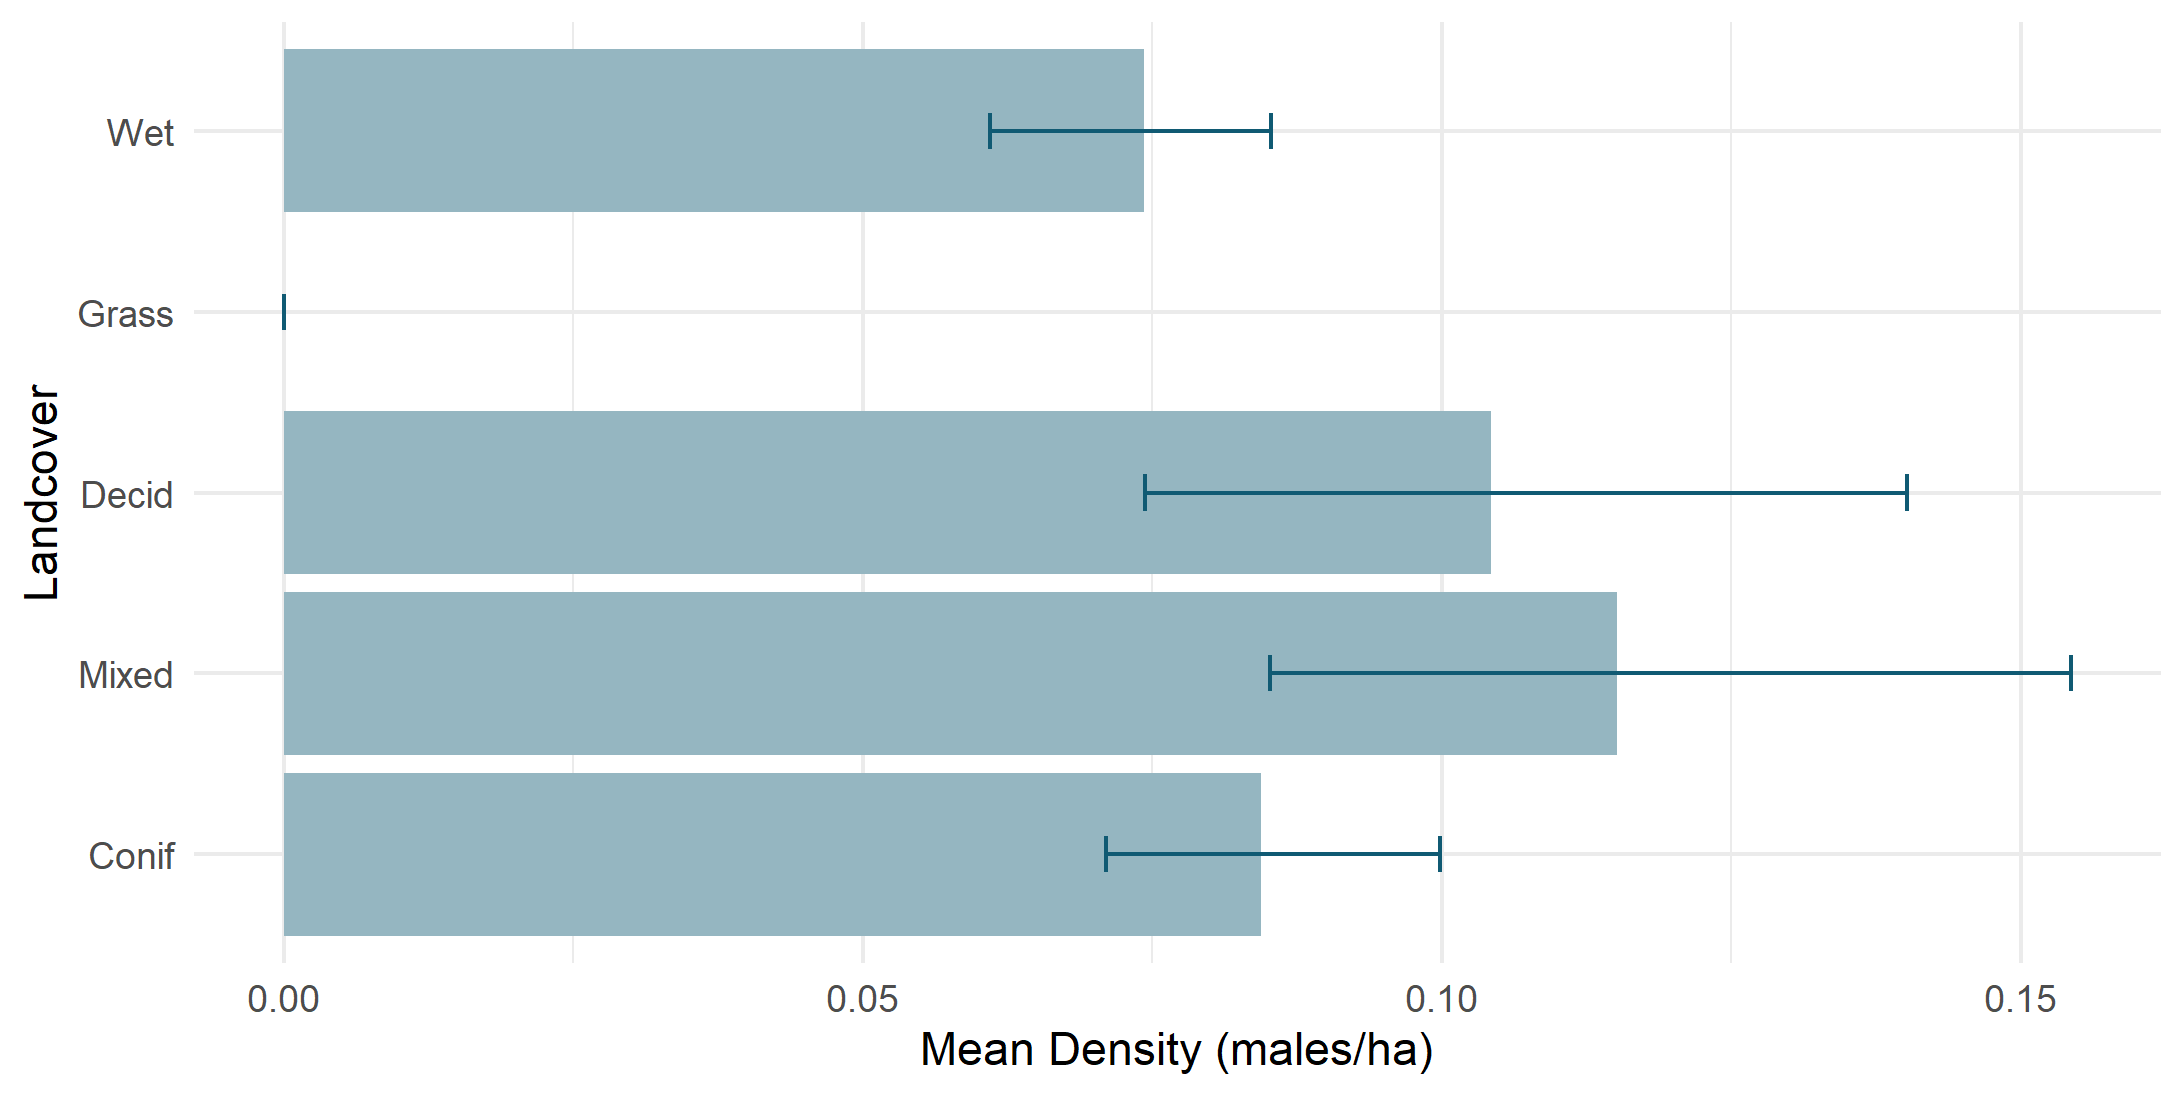 Wet
Grass
Decid
Mixed
Conif
Landcover
0.00 0.05 0.10 0.15
Mean Density (males/ha)